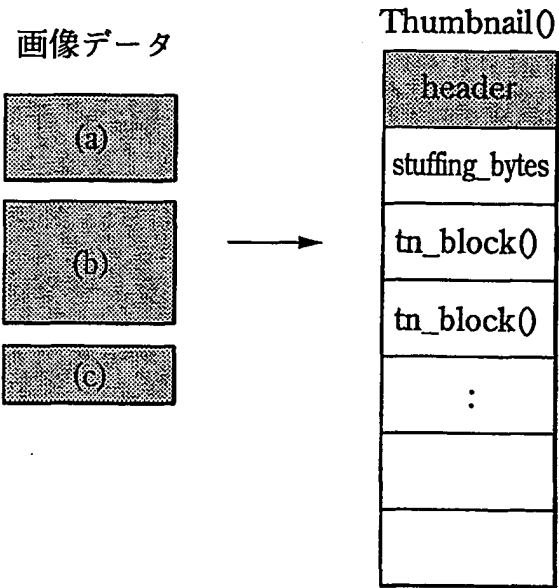 画像データ
(a)
(b)
(c)
Thumbnail()
header
stuffing_bytes
tn_block()
tn_block()
: